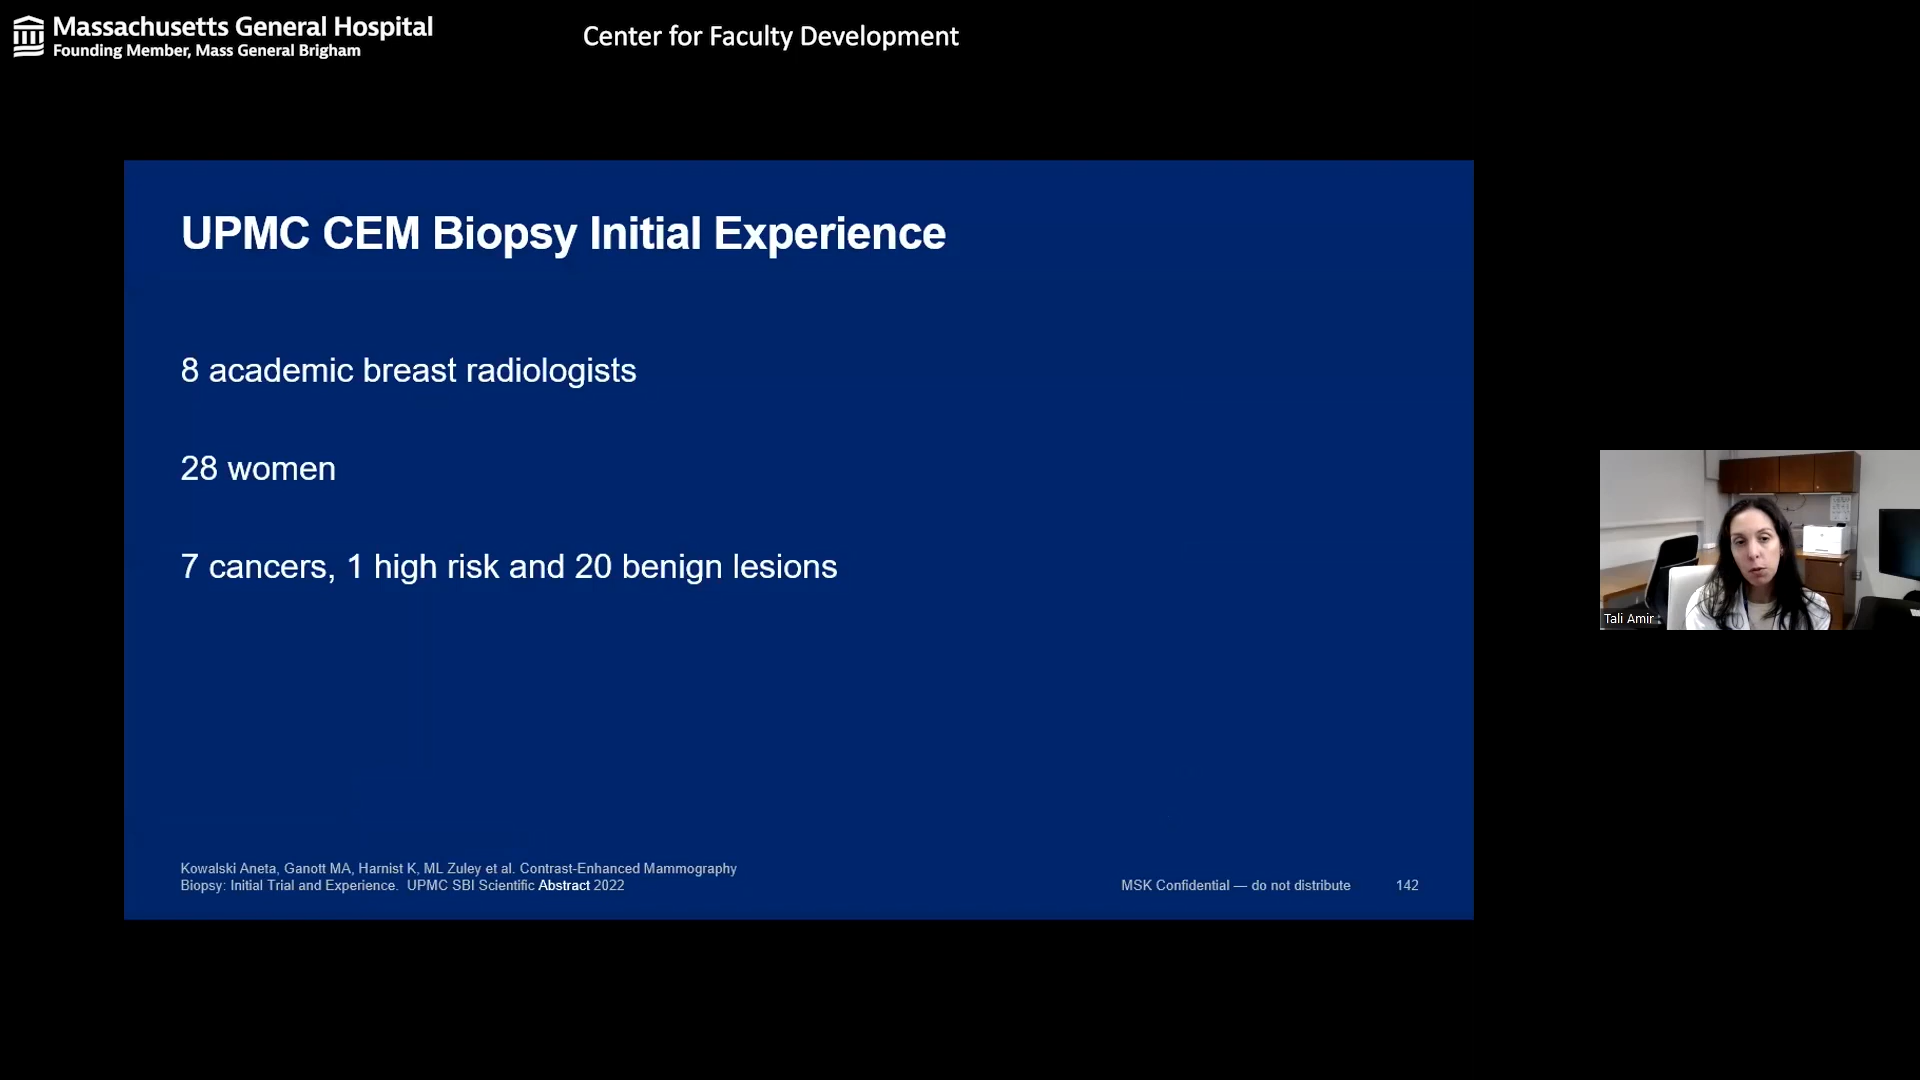 Massachusetts General Hospital
Founding Member, Mass General Brigham
Center for Faculty Development
UPMC CEM Biopsy Initial Experience
8 academic breast radiologists
28 women
7 cancers, 1 high risk and 20 benign lesions
Kowalski Aneta, Ganott MA, Harnist K, ML Zuley et al. Contrast-Enhanced Mammography
Biopsy: Initial Trial and Experience. UPMC SBI Scientific Abstract 2022
MSK Confidential — do not distribute
142
Tali Amir